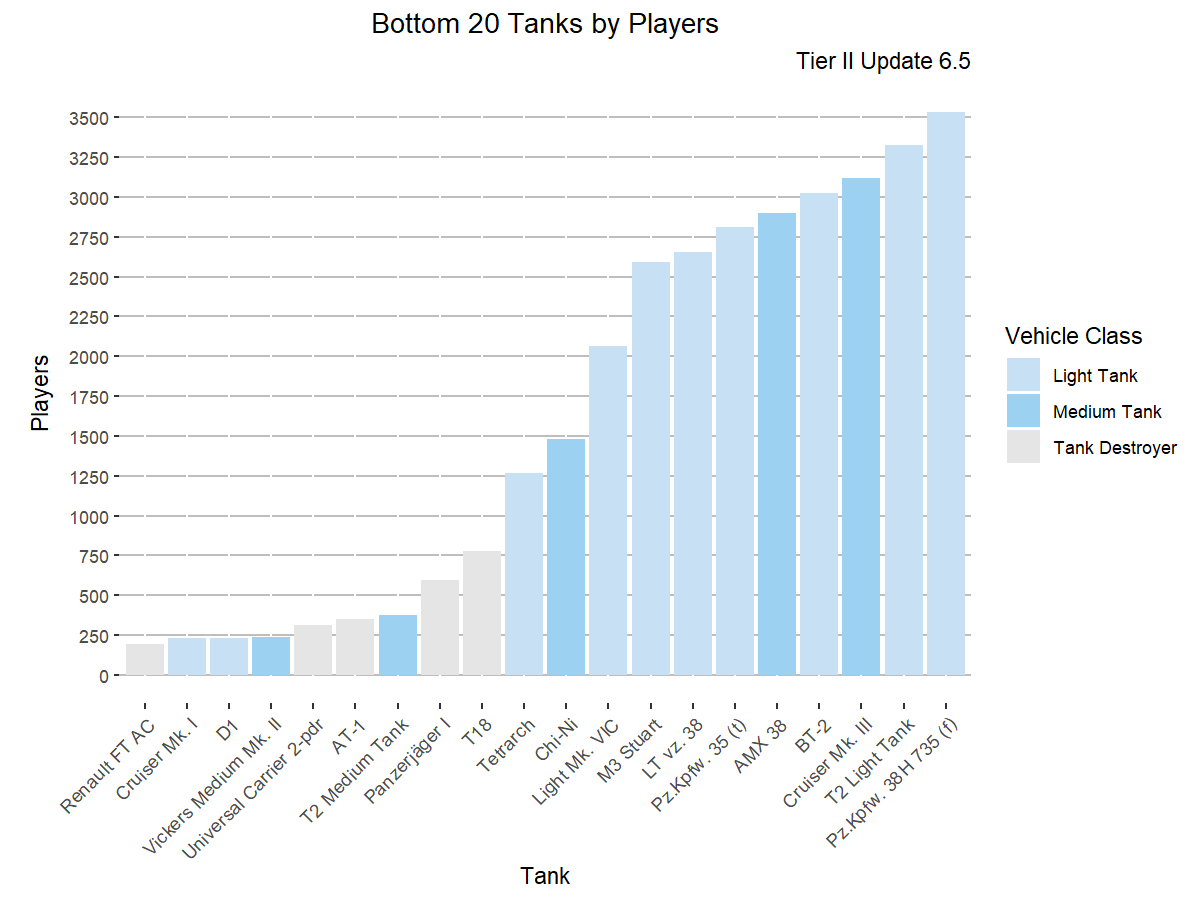 Bottom 20 Tanks by Players
Tier II Update 6.5
Players
3500
3250
3000
2750
2500
2250
2000
1750
1500
1250
1000
750
500
250
0
Renault FT AC
Cruiser Mk. I
D1
Vickers Medium Mk. II
Universal Carrier 2-pdr
AT-1
T2 Medium Tank
Panzerjäger I
T18
Tetrarch
Chi-Ni
Light Mk. VIC
M3 Stuart
LT vz. 38
Pz.Kpfw. 35 (t)
AMX 38
BT-2
Cruiser Mk. III
T2 Light Tank
Pz.Kpfw. 38 H 735 (f)
Tank
Vehicle Class
Light Tank
Medium Tank
Tank Destroyer